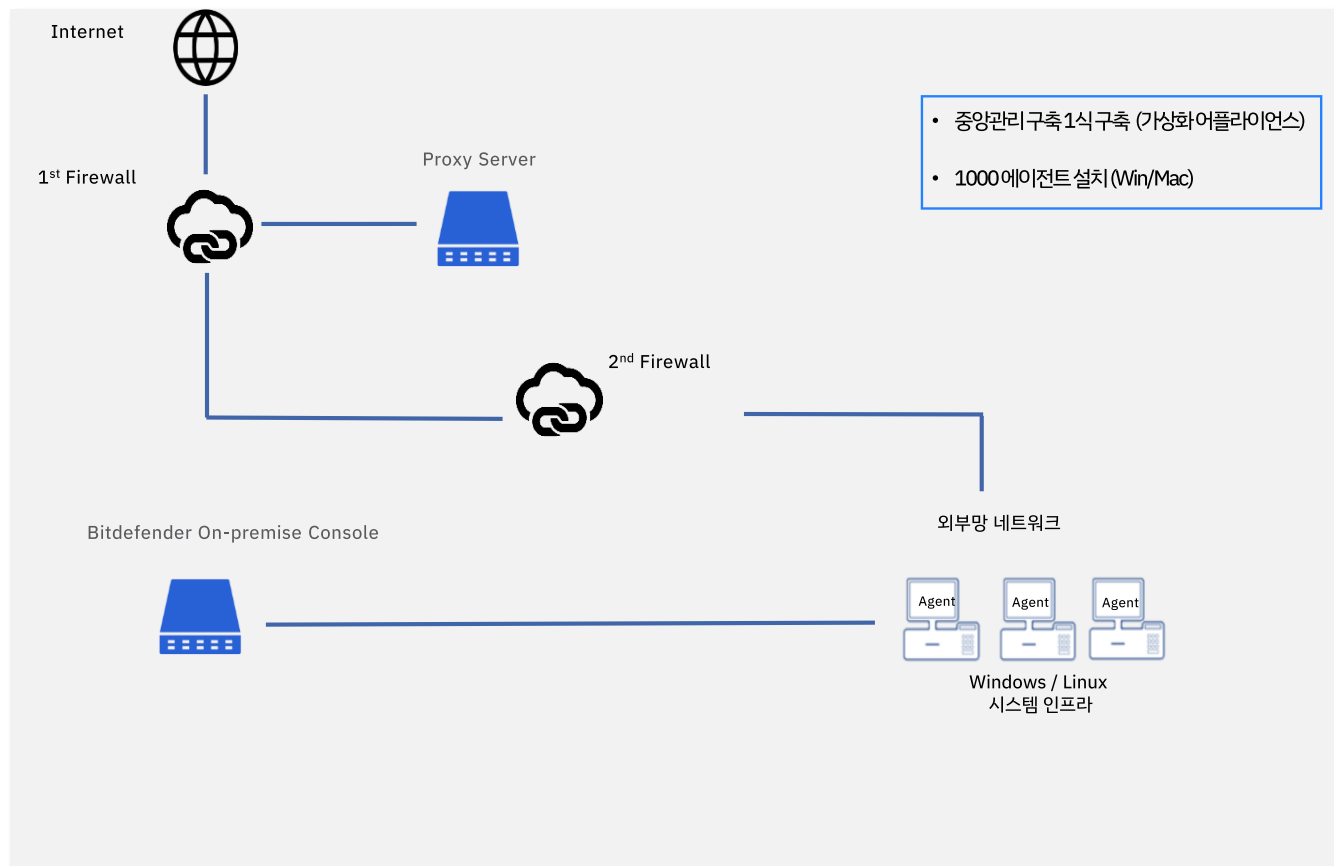 Internet
• 중앙관리 구축 1식 구축 (가상화 어플라이언스)
Proxy Server
1st Firewall
• 1000 에이전트 설치 (Win/Mac)
2nd Firewall
외부망 네트워크
Bitdefender On-premise Console
Agent
Agent
Agent
Windows / Linux
시스템 인프라